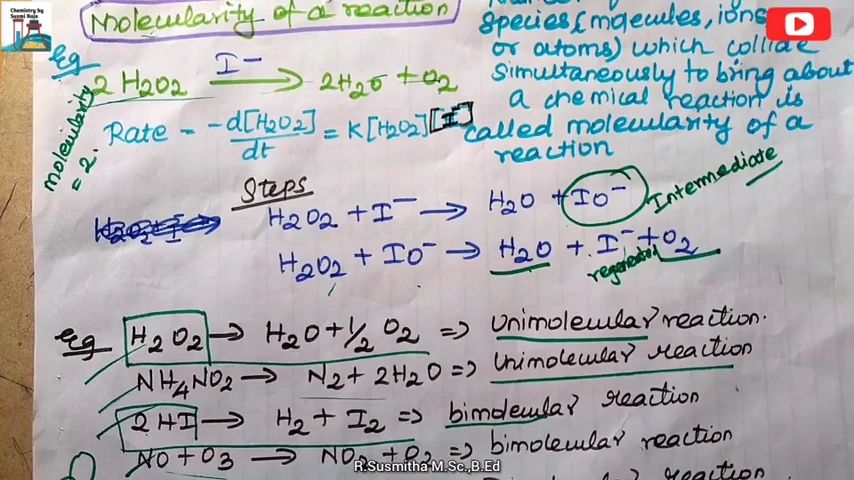 Chemistry by
Susmi Raja
Molecularity of a reaction
species (molecules, ions
or atoms) which collide
simultaneously to bring about
a chemical reaction is
called molecularity of a
reaction
Eg
2 H2O2 I⁻ → 2H2O + O2
molecularity
= 2.
Rate = -d[H2O2]/dt = K[H2O2][I⁻]
Steps
H2O2 + I⁻ → H2O + IO⁻ Intermediate
H2O2 + IO⁻ → H2O + I⁻ + O2
regenerated
Eg H2O2 → H2O + 1/2 O2 => Unimolecular reaction.
NH4NO2 → N2 + 2H2O => Unimolecular reaction
2HI → H2 + I2 => bimolecular reaction
NO + O3 → NO2 + O2 => bimolecular reaction
R.Susmitha M.Sc.,B.Ed
reaction